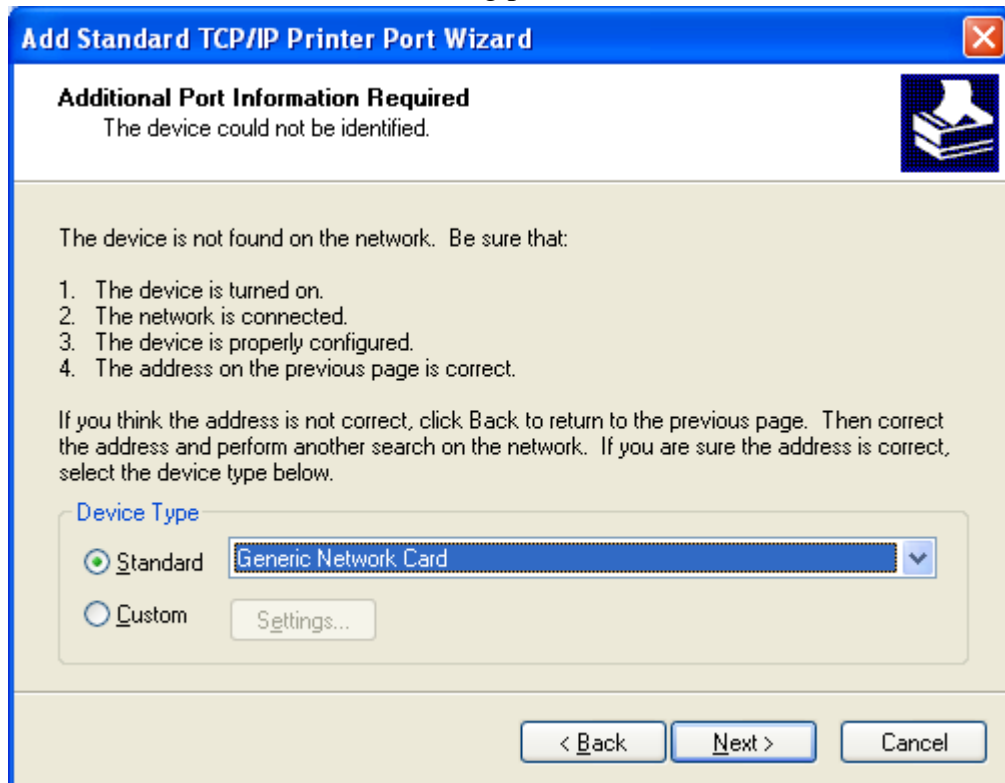 Add Standard TCP/IP Printer Port Wizard
Additional Port Information Required
The device could not be identified.
The device is not found on the network. Be sure that:
1. The device is turned on.
2. The network is connected.
3. The device is properly configured.
4. The address on the previous page is correct.
If you think the address is not correct, click Back to return to the previous page. Then correct
the address and perform another search on the network. If you are sure the address is correct,
select the device type below.
Device Type
Standard Generic Network Card
Custom Settings...
< Back Next > Cancel